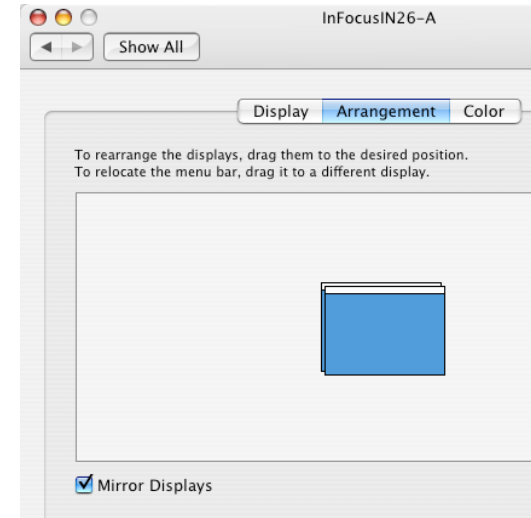 InFocusIN26-A
Show All
Display Arrangement Color
To rearrange the displays, drag them to the desired position.
To relocate the menu bar, drag it to a different display.
Mirror Displays